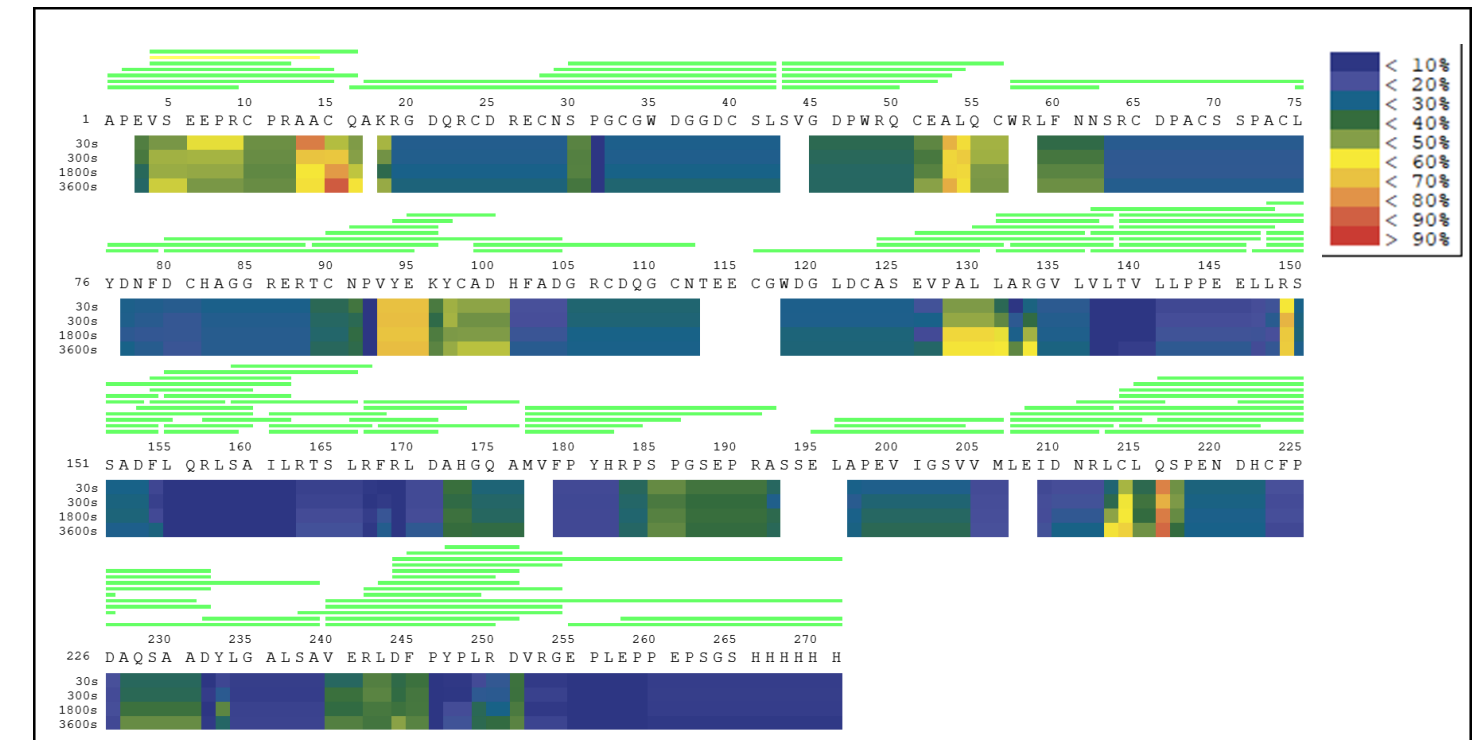 5 10 15 20 25 30 35 40 45 50 55 60 65 70 75
1 APEVS EEPRC PRAAC QAKRG DQRCD RECNS PGCGW DGGDC SLSVG DPWRQ CEALQ CWRLF NNSRC DPACS SPACL
30s
300s
1800s
3600s
< 10%
< 20%
< 30%
< 40%
< 50%
< 60%
< 70%
< 80%
< 90%
> 90%
80 85 90 95 100 105 110 115 120 125 130 135 140 145 150
76 YDNFD CHAGG RERTC NPVYE KYCAD HFADG RCDQG CNTEE CGWDG LDCAS EVPAL LARGV LVLTV LLPPE ELLRS
30s
300s
1800s
3600s
155 160 165 170 175 180 185 190 195 200 205 210 215 220 225
151 SADFL QRLSA ILRTS LRFRL DAHGQ AMVFP YHRPS PGSEP RASSE LAPEV IGSVV MLEID NRLCL QSPEN DHCFP
30s
300s
1800s
3600s
230 235 240 245 250 255 260 265 270
226 DAQSA ADYLG ALSAV ERLDF PYPLR DVRGE PLEPP EPSGS HHHHH H
30s
300s
1800s
3600s